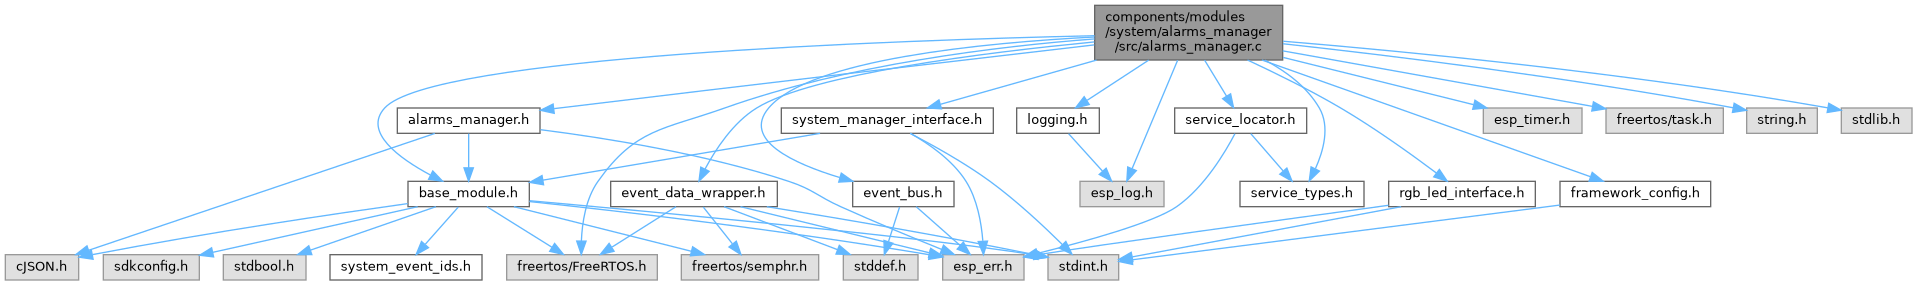 components/modules
/system/alarms_manager
/src/alarms_manager.c
alarms_manager.h
system_manager_interface.h
logging.h
service_locator.h
esp_timer.h
freertos/task.h
string.h
stdlib.h
base_module.h
event_data_wrapper.h
event_bus.h
esp_log.h
service_types.h
rgb_led_interface.h
framework_config.h
cJSON.h
sdkconfig.h
stdbool.h
system_event_ids.h
freertos/FreeRTOS.h
freertos/semphr.h
stddef.h
esp_err.h
stdint.h